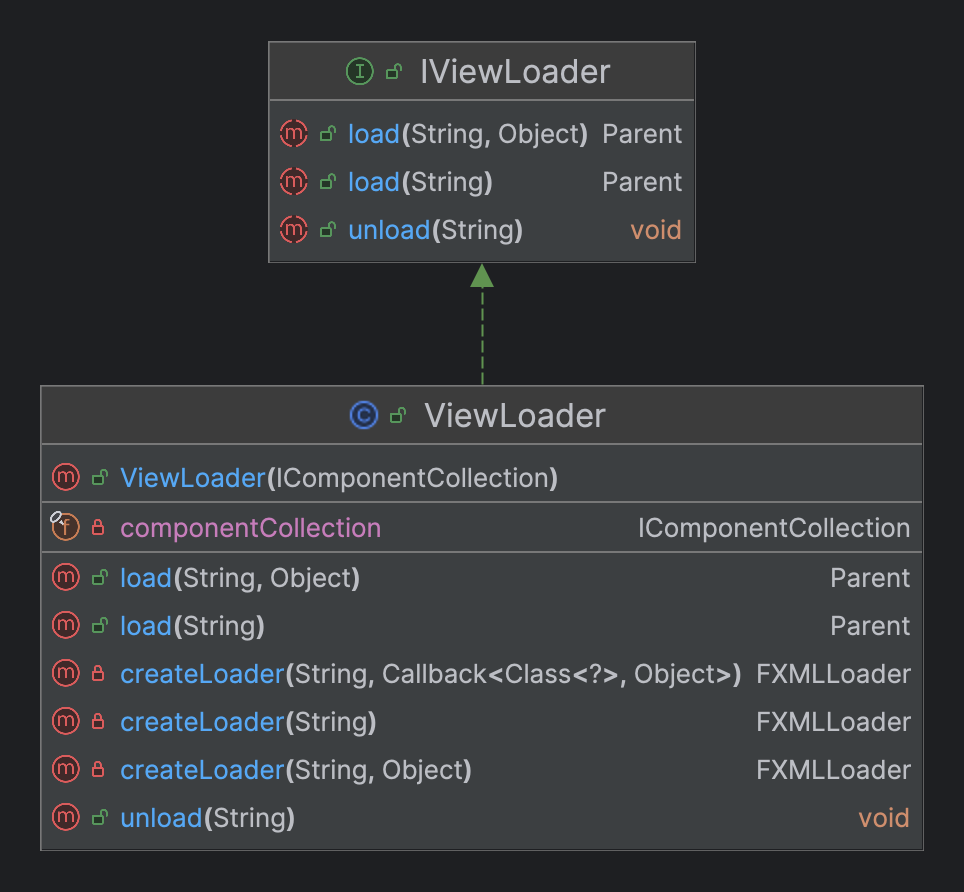 IViewLoader
load(String, Object) Parent
load(String) Parent
unload(String) void
ViewLoader
ViewLoader(IComponentCollection)
componentCollection IComponentCollection
load(String, Object) Parent
load(String) Parent
createLoader(String, Callback<Class<?>, Object>) FXMLLoader
createLoader(String) FXMLLoader
createLoader(String, Object) FXMLLoader
unload(String) void